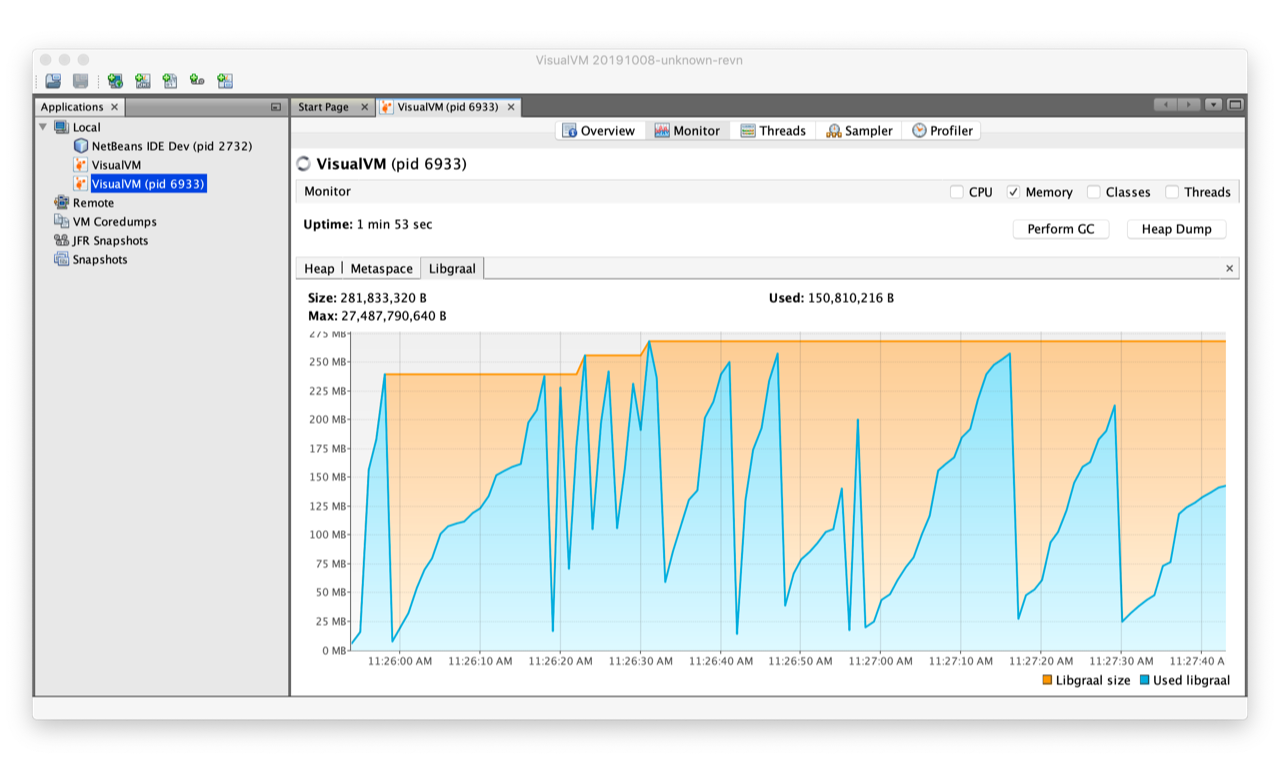 VisualVM 20191008-unknown-revn
Applications
Start Page
VisualVM (pid 6933)
Local
NetBeans IDE Dev (pid 2732)
VisualVM
VisualVM (pid 6933)
Remote
VM Coredumps
JFR Snapshots
Snapshots
Overview
Monitor
Threads
Sampler
Profiler
VisualVM (pid 6933)
Monitor
CPU
Memory
Classes
Threads
Uptime: 1 min 53 sec
Perform GC
Heap Dump
Heap
Metaspace
Libgraal
Size: 281,833,320 B
Used: 150,810,216 B
Max: 27,487,790,640 B
275 MB
250 MB
225 MB
200 MB
175 MB
150 MB
125 MB
100 MB
75 MB
50 MB
25 MB
0 MB
11:26:00 AM
11:26:10 AM
11:26:20 AM
11:26:30 AM
11:26:40 AM
11:26:50 AM
11:27:00 AM
11:27:10 AM
11:27:20 AM
11:27:30 AM
11:27:40 A
Libgraal size
Used libgraal